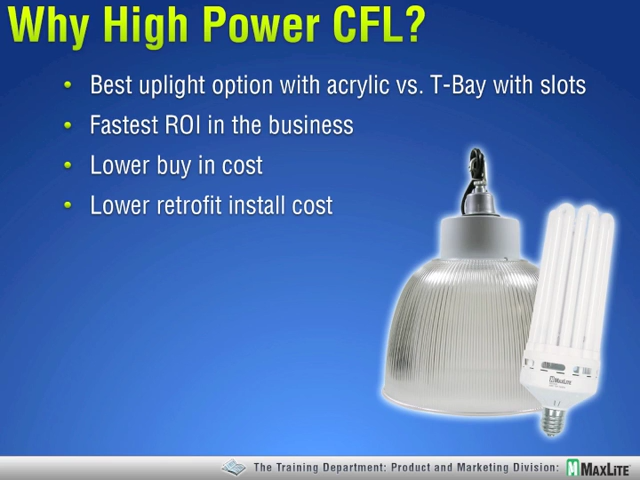 Why High Power CFL?
• Best uplight option with acrylic vs. T-Bay with slots
• Fastest ROI in the business
• Lower buy in cost
• Lower retrofit install cost
MAXLITE
The Training Department: Product and Marketing Division: MAXLITE